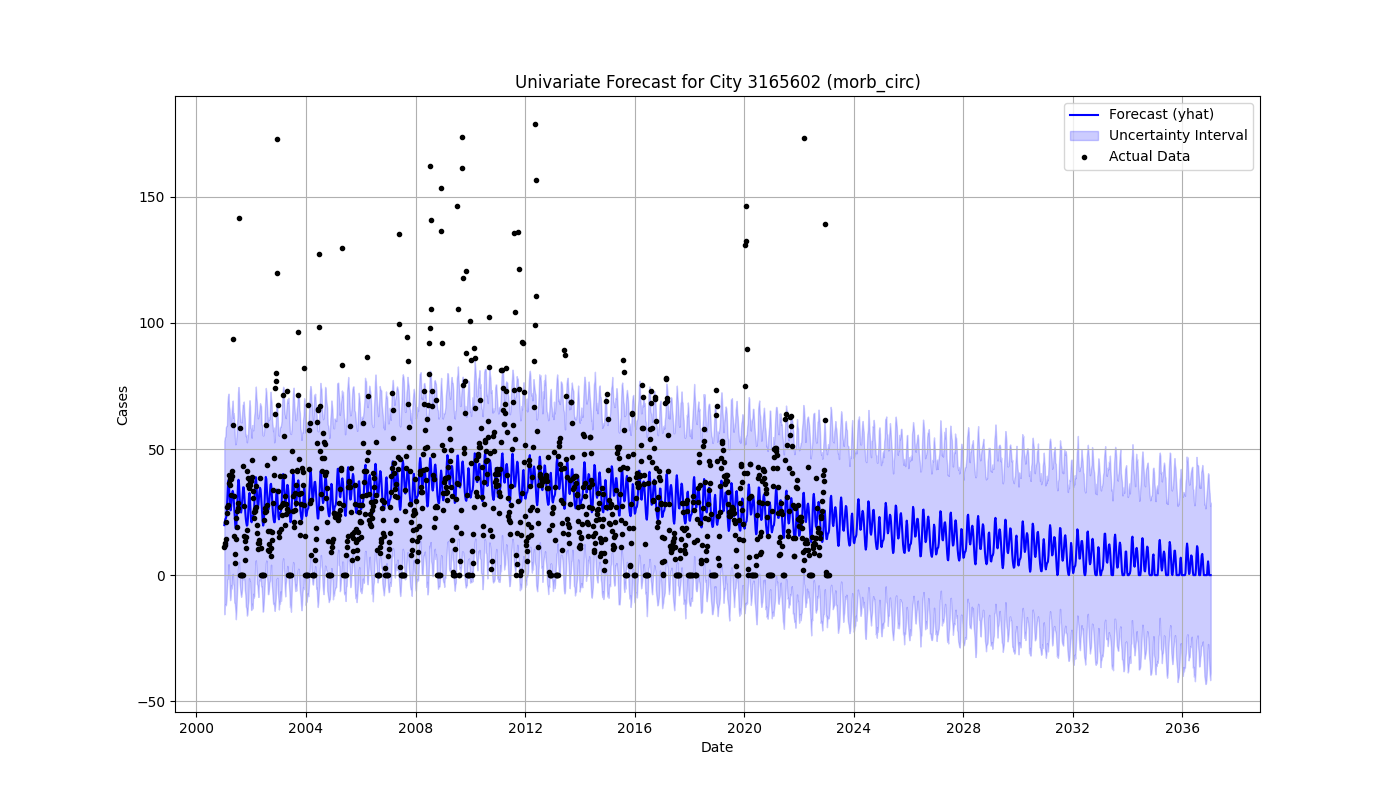 Univariate Forecast for City 3165602 (morb_circ)
Forecast (yhat)
Uncertainty Interval
Actual Data
Cases
150
100
50
0
−50
2000 2004 2008 2012 2016 2020 2024 2028 2032 2036
Date